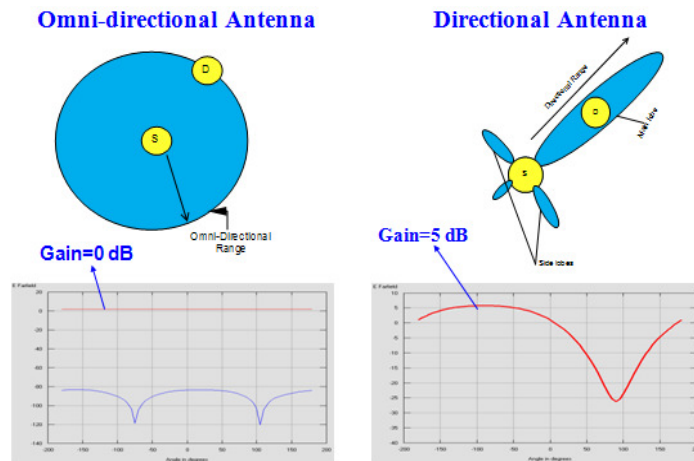 Omni-directional Antenna
Directional Antenna
D
S
Omni-Directional
Range
Directional Range
D
Main lobe
S
Side lobes
Gain=0 dB
Gain=5 dB
E Farfield
20
0
-20
-40
-60
-80
-100
-120
-140
-200
-150
-100
-50
0
50
100
150
200
Angle in degrees
E Farfield
10
5
0
-5
-10
-15
-20
-25
-30
-35
-40
-200
-150
-100
-50
0
50
100
150
Angle in degrees